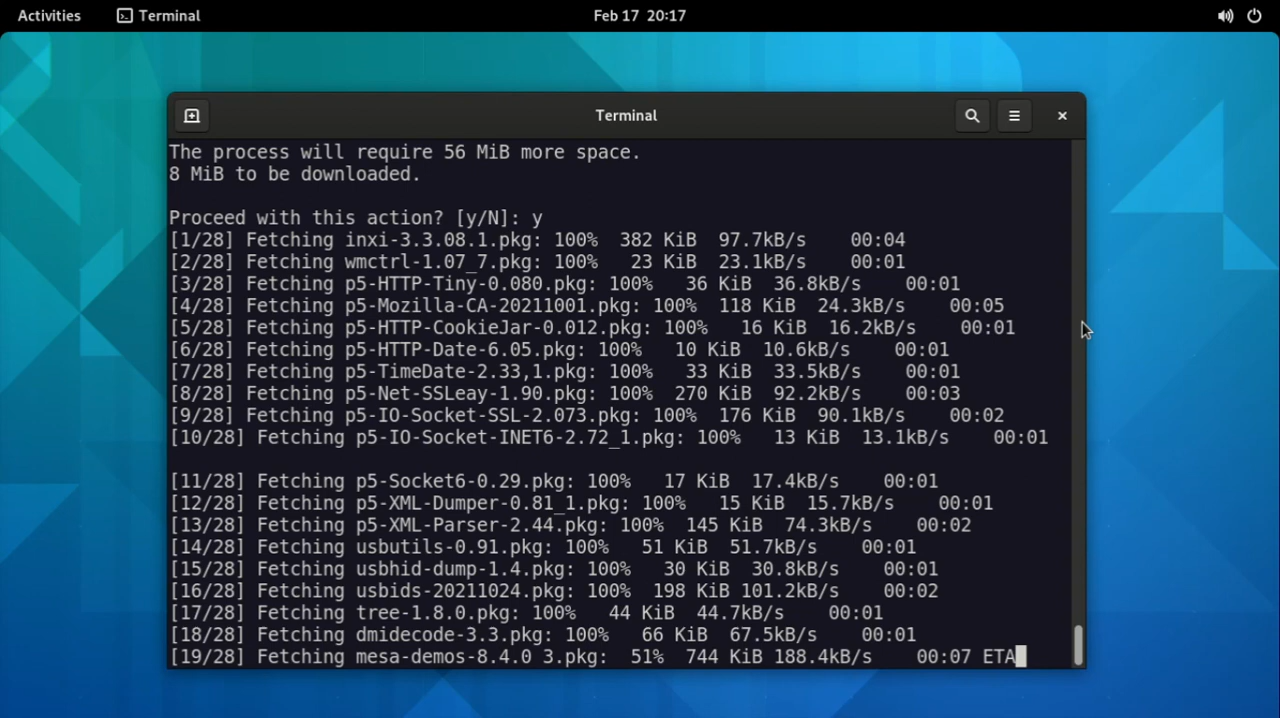 Activities Terminal Feb 17 20:17
Terminal
The process will require 56 MiB more space.
8 MiB to be downloaded.
Proceed with this action? [y/N]: y
[1/28] Fetching inxi-3.3.08.1.pkg: 100%  382 KiB  97.7kB/s    00:04
[2/28] Fetching wmctrl-1.07_7.pkg: 100%   23 KiB  23.1kB/s    00:01
[3/28] Fetching p5-HTTP-Tiny-0.080.pkg: 100%   36 KiB  36.8kB/s    00:01
[4/28] Fetching p5-Mozilla-CA-20211001.pkg: 100%  118 KiB  24.3kB/s    00:05
[5/28] Fetching p5-HTTP-CookieJar-0.012.pkg: 100%   16 KiB  16.2kB/s    00:01
[6/28] Fetching p5-HTTP-Date-6.05.pkg: 100%   10 KiB  10.6kB/s    00:01
[7/28] Fetching p5-TimeDate-2.33,1.pkg: 100%   33 KiB  33.5kB/s    00:01
[8/28] Fetching p5-Net-SSLeay-1.90.pkg: 100%  270 KiB  92.2kB/s    00:03
[9/28] Fetching p5-IO-Socket-SSL-2.073.pkg: 100%  176 KiB  90.1kB/s    00:02
[10/28] Fetching p5-IO-Socket-INET6-2.72_1.pkg: 100%   13 KiB  13.1kB/s    00:01
[11/28] Fetching p5-Socket6-0.29.pkg: 100%   17 KiB  17.4kB/s    00:01
[12/28] Fetching p5-XML-Dumper-0.81_1.pkg: 100%   15 KiB  15.7kB/s    00:01
[13/28] Fetching p5-XML-Parser-2.44.pkg: 100%  145 KiB  74.3kB/s    00:02
[14/28] Fetching usbutils-0.91.pkg: 100%   51 KiB  51.7kB/s    00:01
[15/28] Fetching usbhid-dump-1.4.pkg: 100%   30 KiB  30.8kB/s    00:01
[16/28] Fetching usbids-20211024.pkg: 100%  198 KiB 101.2kB/s    00:02
[17/28] Fetching tree-1.8.0.pkg: 100%   44 KiB  44.7kB/s    00:01
[18/28] Fetching dmidecode-3.3.pkg: 100%   66 KiB  67.5kB/s    00:01
[19/28] Fetching mesa-demos-8.4.0 3.pkg:  51%  744 KiB 188.4kB/s    00:07 ETA